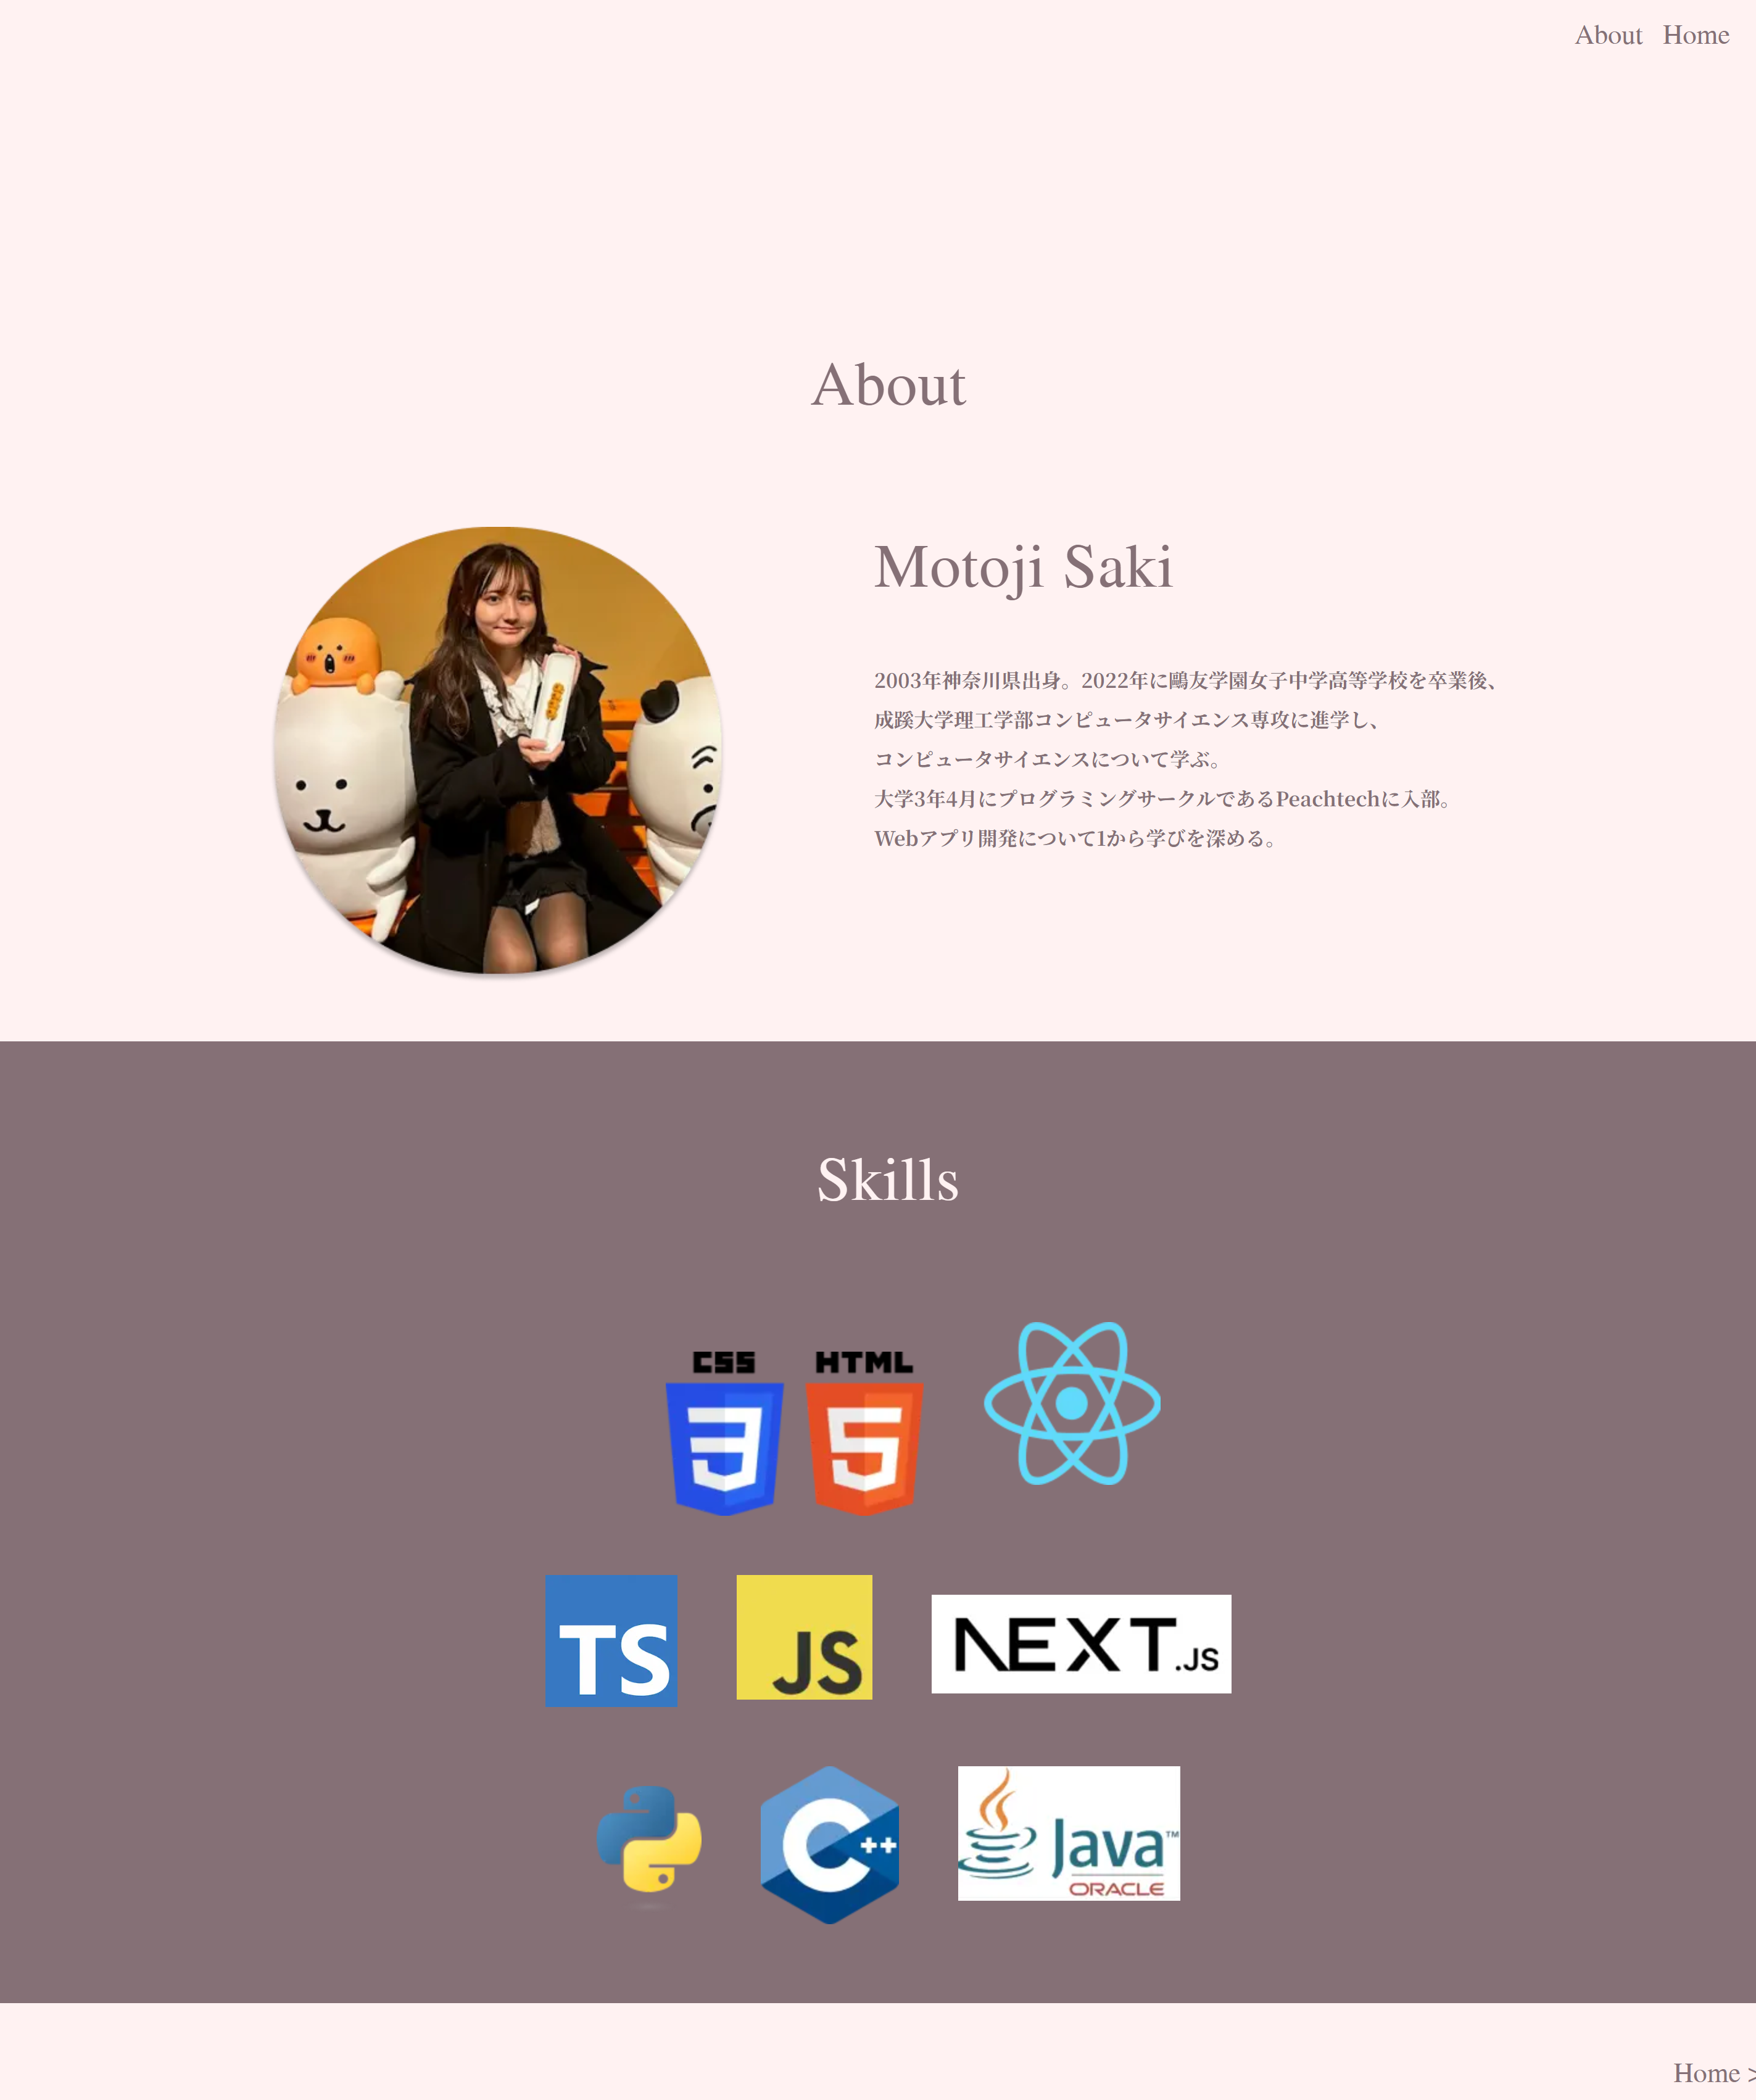 About Home
About
Motoji Saki
2003年神奈川県出身。2022年に鷗友学園女子中学高等学校を卒業後、
成蹊大学理工学部コンピュータサイエンス専攻に進学し、
コンピュータサイエンスについて学ぶ。
大学3年4月にプログラミングサークルであるPeachtechに入部。
Webアプリ開発について1から学びを深める。
Skills
CSS HTML
3 5
TS JS NEXT.JS
C++ Java™
ORACLE
Home >